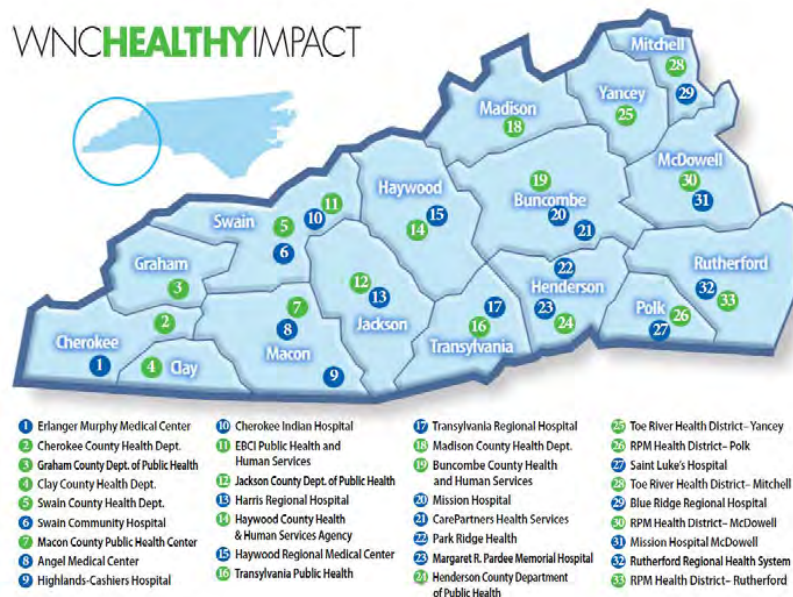 WNCHEALTHYIMPACT
Mitchell
28
29
Yancey
25
Madison
18
McDowell
30
31
Haywood
15
14
19
Buncombe
20
21
Swain
11
10
5
6
Graham
3
12
13
Jackson
22
Henderson
23
24
Rutherford
32
33
Polk
26
27
17
16
Transylvania
7
8
Macon
9
2
Cherokee
1
4
Clay
1 Erlanger Murphy Medical Center
2 Cherokee County Health Dept.
3 Graham County Dept. of Public Health
4 Clay County Health Dept.
5 Swain County Health Dept.
6 Swain Community Hospital
7 Macon County Public Health Center
8 Angel Medical Center
9 Highlands-Cashiers Hospital
10 Cherokee Indian Hospital
11 EBCI Public Health and
Human Services
12 Jackson County Dept. of Public Health
13 Harris Regional Hospital
14 Haywood County Health
& Human Services Agency
15 Haywood Regional Medical Center
16 Transylvania Public Health
17 Transylvania Regional Hospital
18 Madison County Health Dept.
19 Buncombe County Health
and Human Services
20 Mission Hospital
21 CarePartners Health Services
22 Park Ridge Health
23 Margaret R. Pardee Memorial Hospital
24 Henderson County Department
of Public Health
25 Toe River Health District– Yancey
26 RPM Health District– Polk
27 Saint Luke's Hospital
28 Toe River Health District– Mitchell
29 Blue Ridge Regional Hospital
30 RPM Health District– McDowell
31 Mission Hospital McDowell
32 Rutherford Regional Health System
33 RPM Health District– Rutherford